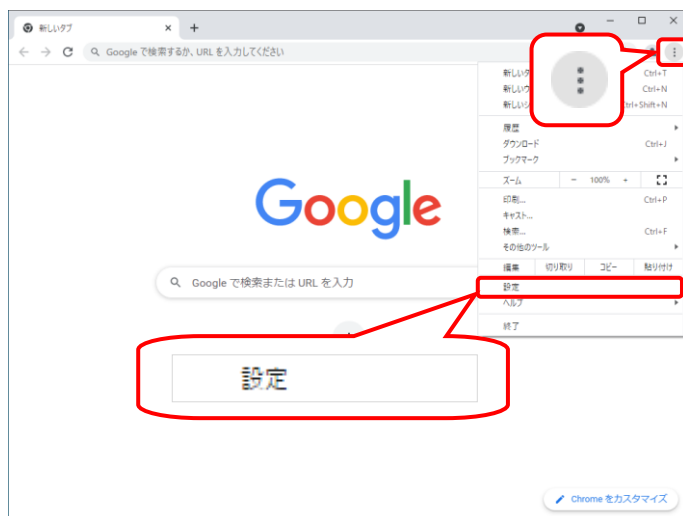 新しいタブ
Google で検索するか、URL を入力してください
新しいタ Ctrl+T
新しいウ Ctrl+N
新しいシ trl+Shift+N
履歴
ダウンロード Ctrl+J
ブックマーク
ズーム - 100% +
印刷... Ctrl+P
キャスト...
検索... Ctrl+F
その他のツール
編集 切り取り コピー 貼り付け
設定
ヘルプ
終了
Google
Google で検索または URL を入力
設定
Chrome をカスタマイズ